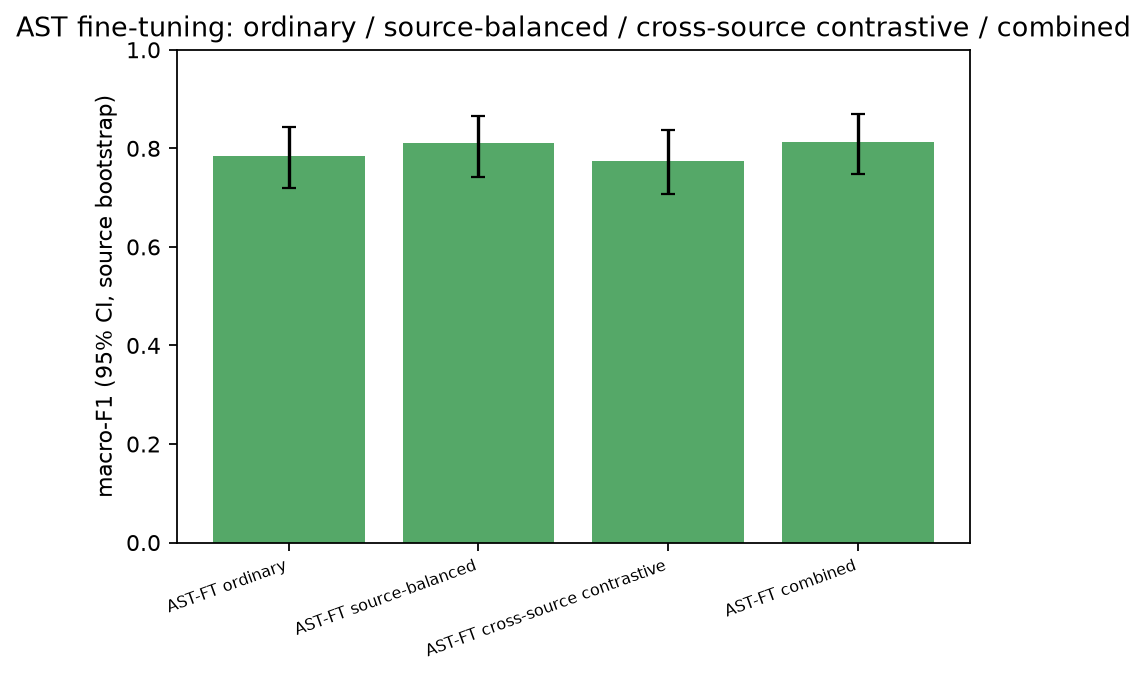 AST fine-tuning: ordinary / source-balanced / cross-source contrastive / combined
macro-F1 (95% CI, source bootstrap)
1.0
0.8
0.6
0.4
0.2
0.0
AST-FT ordinary
AST-FT source-balanced
AST-FT cross-source contrastive
AST-FT combined